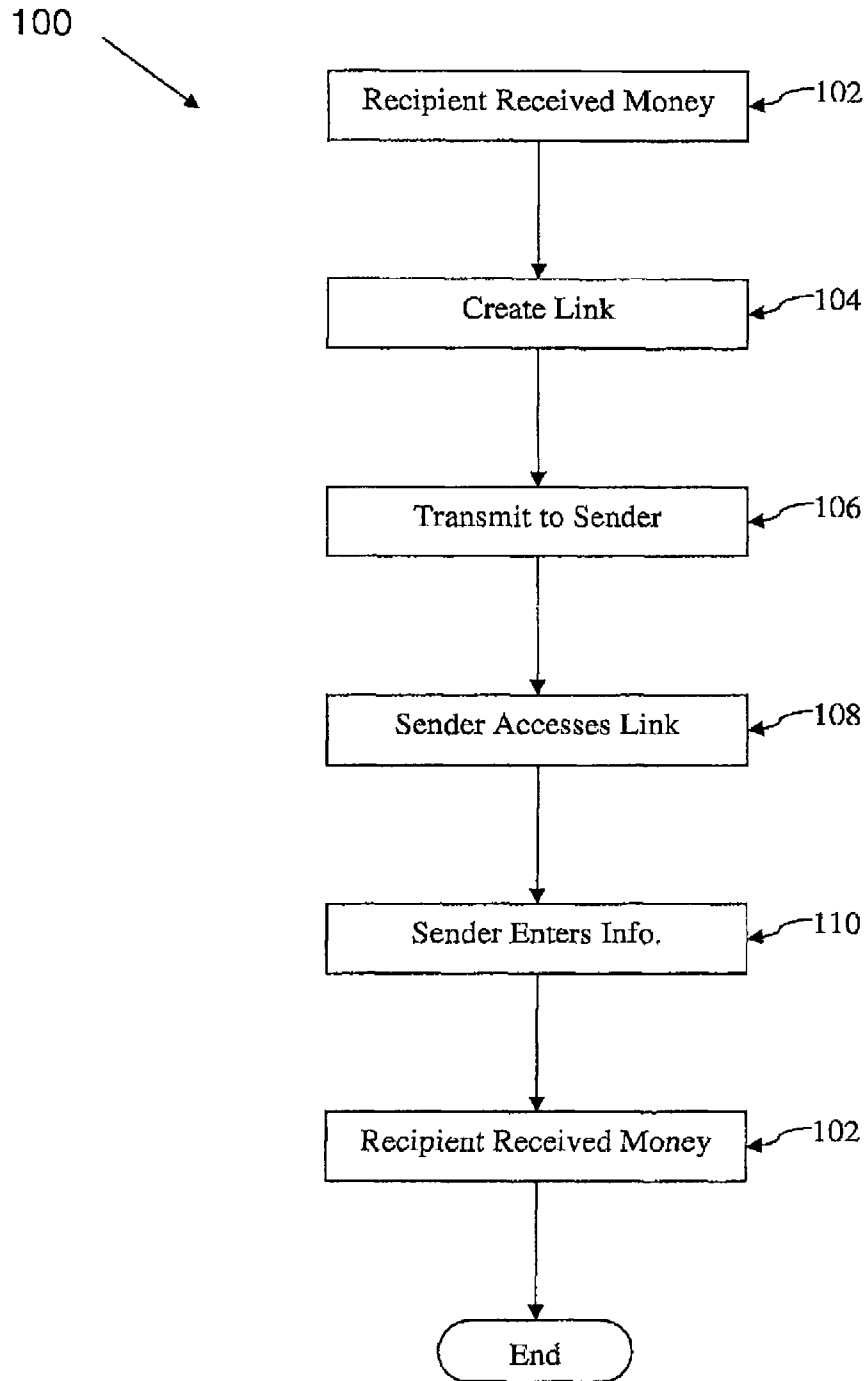 100
Recipient Received Money
102
Create Link
104
Transmit to Sender
106
Sender Accesses Link
108
Sender Enters Info.
110
Recipient Received Money
102
End